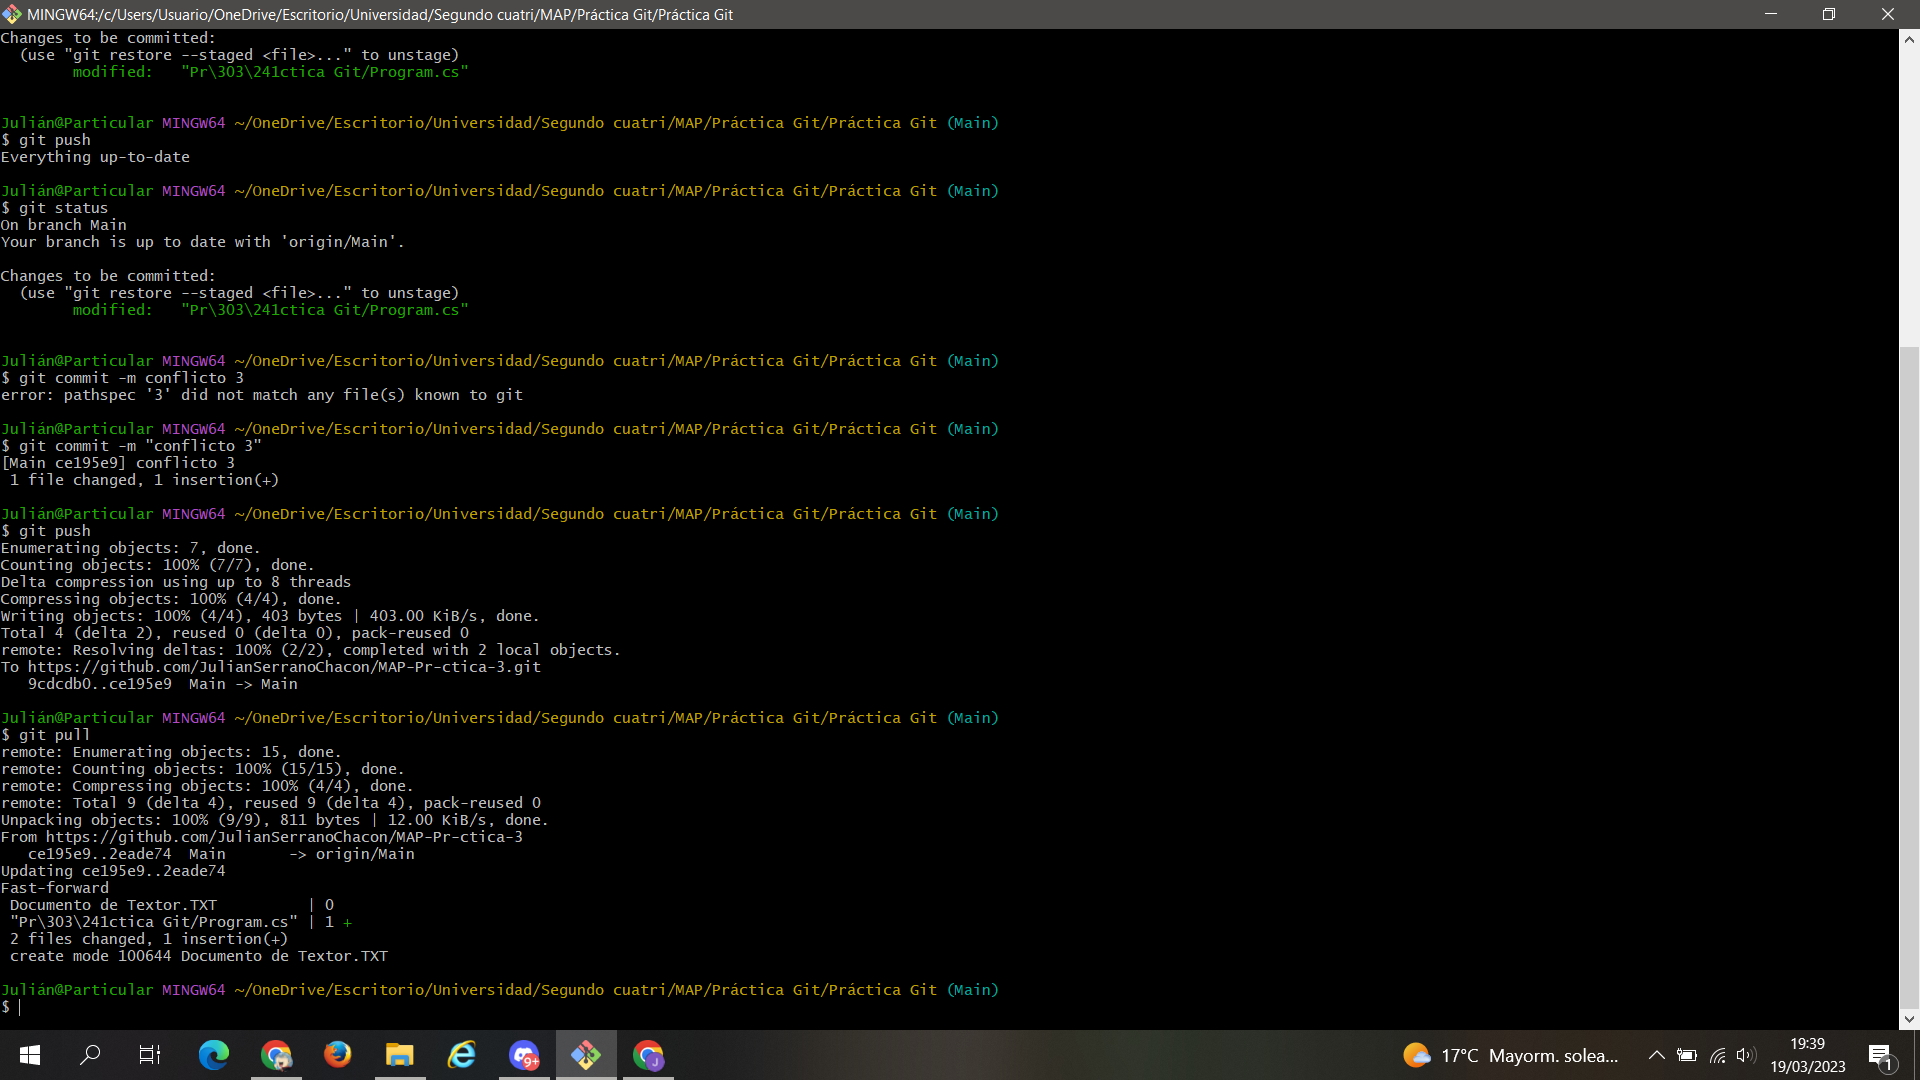 MINGW64:/c/Users/Usuario/OneDrive/Escritorio/Universidad/Segundo cuatri/MAP/Práctica Git/Práctica Git
Changes to be committed:
  (use "git restore --staged <file>..." to unstage)
        modified:   "Pr\303\241ctica Git/Program.cs"
Julián@Particular MINGW64 ~/OneDrive/Escritorio/Universidad/Segundo cuatri/MAP/Práctica Git/Práctica Git (Main)
$ git push
Everything up-to-date
Julián@Particular MINGW64 ~/OneDrive/Escritorio/Universidad/Segundo cuatri/MAP/Práctica Git/Práctica Git (Main)
$ git status
On branch Main
Your branch is up to date with 'origin/Main'.
Changes to be committed:
  (use "git restore --staged <file>..." to unstage)
        modified:   "Pr\303\241ctica Git/Program.cs"
Julián@Particular MINGW64 ~/OneDrive/Escritorio/Universidad/Segundo cuatri/MAP/Práctica Git/Práctica Git (Main)
$ git commit -m conflicto 3
error: pathspec '3' did not match any file(s) known to git
Julián@Particular MINGW64 ~/OneDrive/Escritorio/Universidad/Segundo cuatri/MAP/Práctica Git/Práctica Git (Main)
$ git commit -m "conflicto 3"
[Main ce195e9] conflicto 3
 1 file changed, 1 insertion(+)
Julián@Particular MINGW64 ~/OneDrive/Escritorio/Universidad/Segundo cuatri/MAP/Práctica Git/Práctica Git (Main)
$ git push
Enumerating objects: 7, done.
Counting objects: 100% (7/7), done.
Delta compression using up to 8 threads
Compressing objects: 100% (4/4), done.
Writing objects: 100% (4/4), 403 bytes | 403.00 KiB/s, done.
Total 4 (delta 2), reused 0 (delta 0), pack-reused 0
remote: Resolving deltas: 100% (2/2), completed with 2 local objects.
To https://github.com/JulianSerranoChacon/MAP-Pr-ctica-3.git
   9cdcdb0..ce195e9  Main -> Main
Julián@Particular MINGW64 ~/OneDrive/Escritorio/Universidad/Segundo cuatri/MAP/Práctica Git/Práctica Git (Main)
$ git pull
remote: Enumerating objects: 15, done.
remote: Counting objects: 100% (15/15), done.
remote: Compressing objects: 100% (4/4), done.
remote: Total 9 (delta 4), reused 9 (delta 4), pack-reused 0
Unpacking objects: 100% (9/9), 811 bytes | 12.00 KiB/s, done.
From https://github.com/JulianSerranoChacon/MAP-Pr-ctica-3
   ce195e9..2eade74  Main       -> origin/Main
Updating ce195e9..2eade74
Fast-forward
 Documento de Textor.TXT          | 0
 "Pr\303\241ctica Git/Program.cs" | 1 +
 2 files changed, 1 insertion(+)
 create mode 100644 Documento de Textor.TXT
Julián@Particular MINGW64 ~/OneDrive/Escritorio/Universidad/Segundo cuatri/MAP/Práctica Git/Práctica Git (Main)
$
9+
J
17°C Mayorm. solea...
19:39
19/03/2023
1